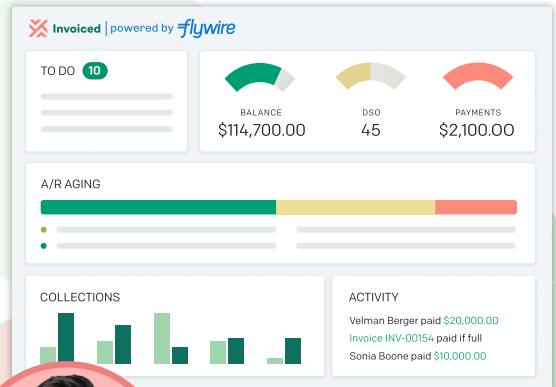 Invoiced | powered by flywire
TO DO 10
BALANCE
$114,700.00
DSO
45
PAYMENTS
$2,100.00
A/R AGING
COLLECTIONS
ACTIVITY
Velman Berger paid $20,000.00
Invoice INV-00154 paid if full
Sonia Boone paid $10,000.00